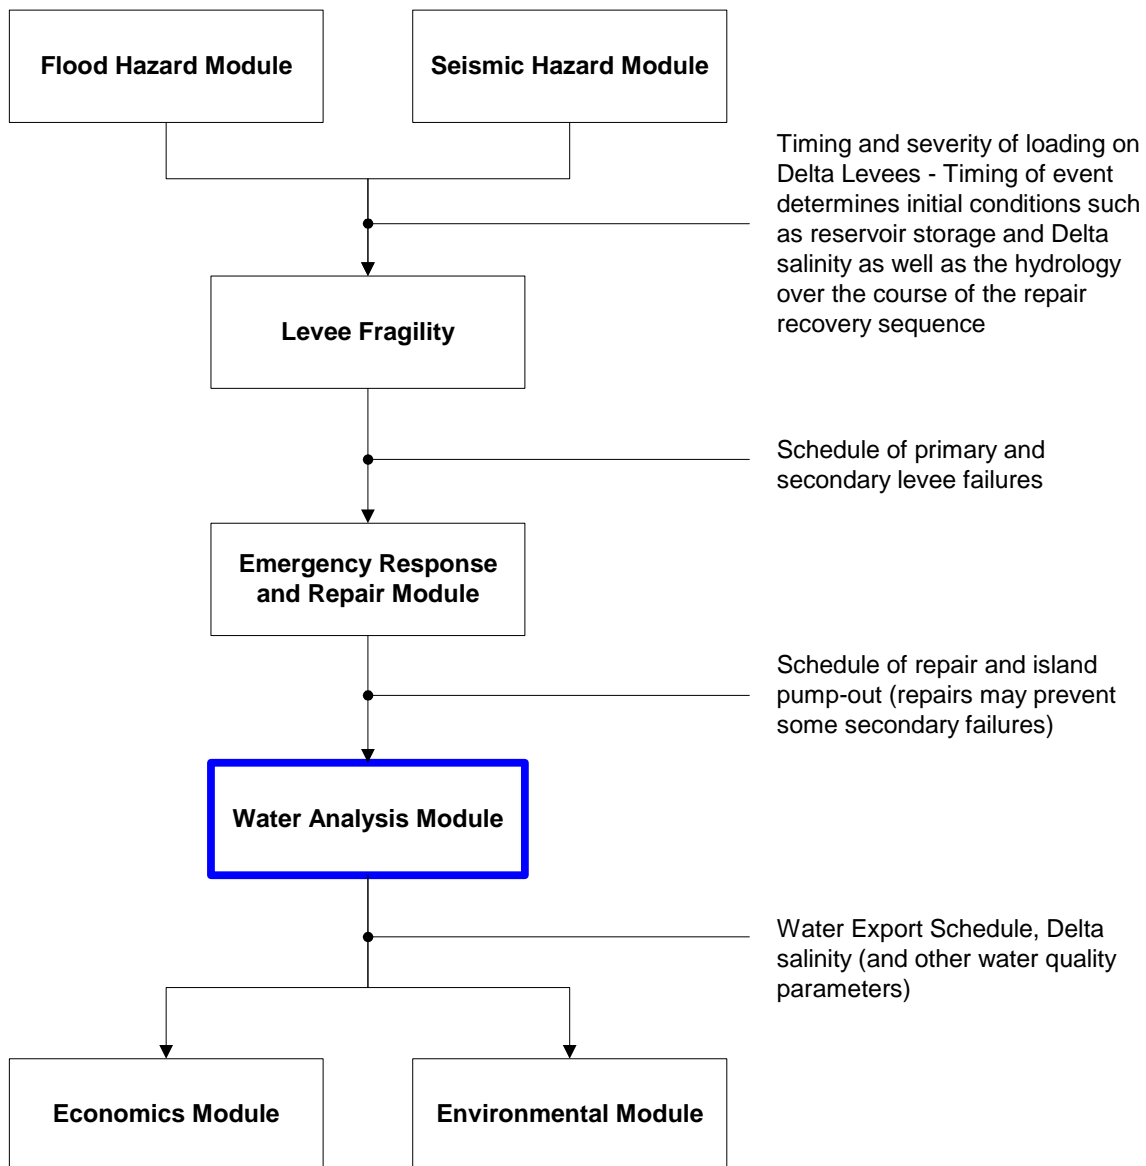 Flood Hazard Module
Seismic Hazard Module
Timing and severity of loading on
Delta Levees - Timing of event
determines initial conditions such
as reservoir storage and Delta
salinity as well as the hydrology
over the course of the repair
recovery sequence
Levee Fragility
Schedule of primary and
secondary levee failures
Emergency Response
and Repair Module
Schedule of repair and island
pump-out (repairs may prevent
some secondary failures)
Water Analysis Module
Water Export Schedule, Delta
salinity (and other water quality
parameters)
Economics Module
Environmental Module